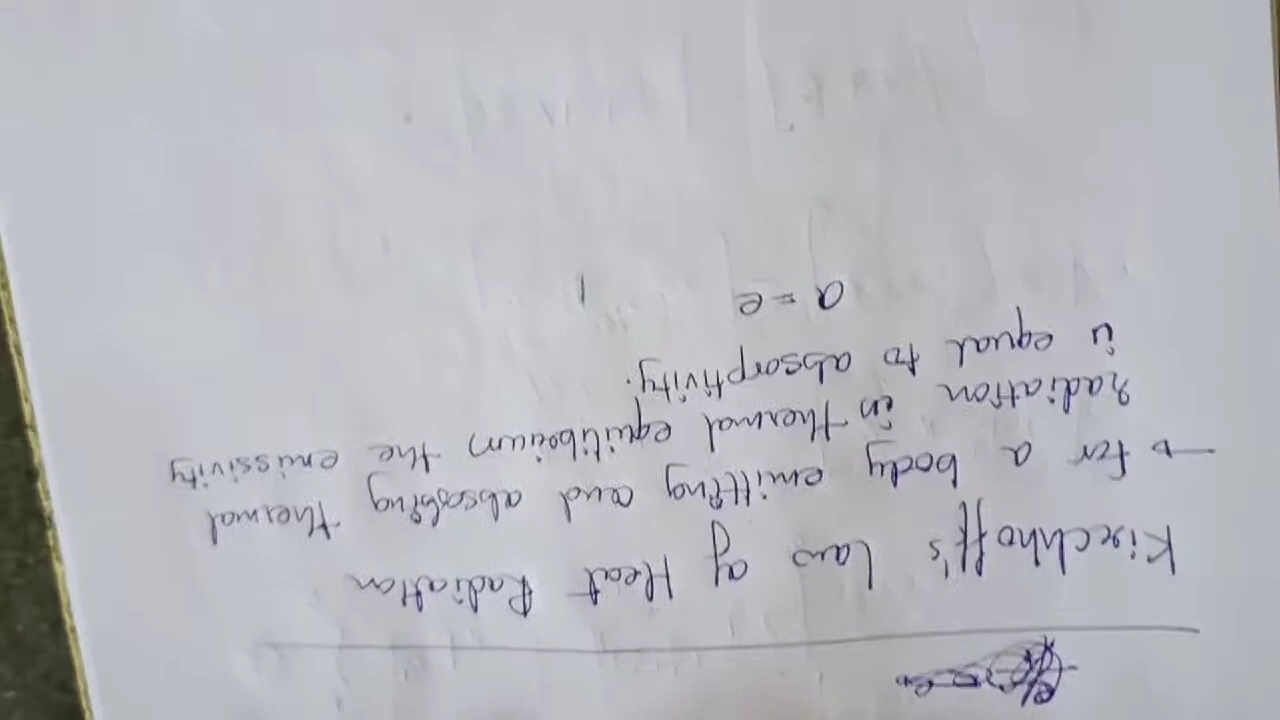 Kirchhoff's Law of Heat Radiation
→ for a body emitting and absorbing thermal
radiation in thermal equilibrium the emissivity
is equal to absorptivity.
a = e